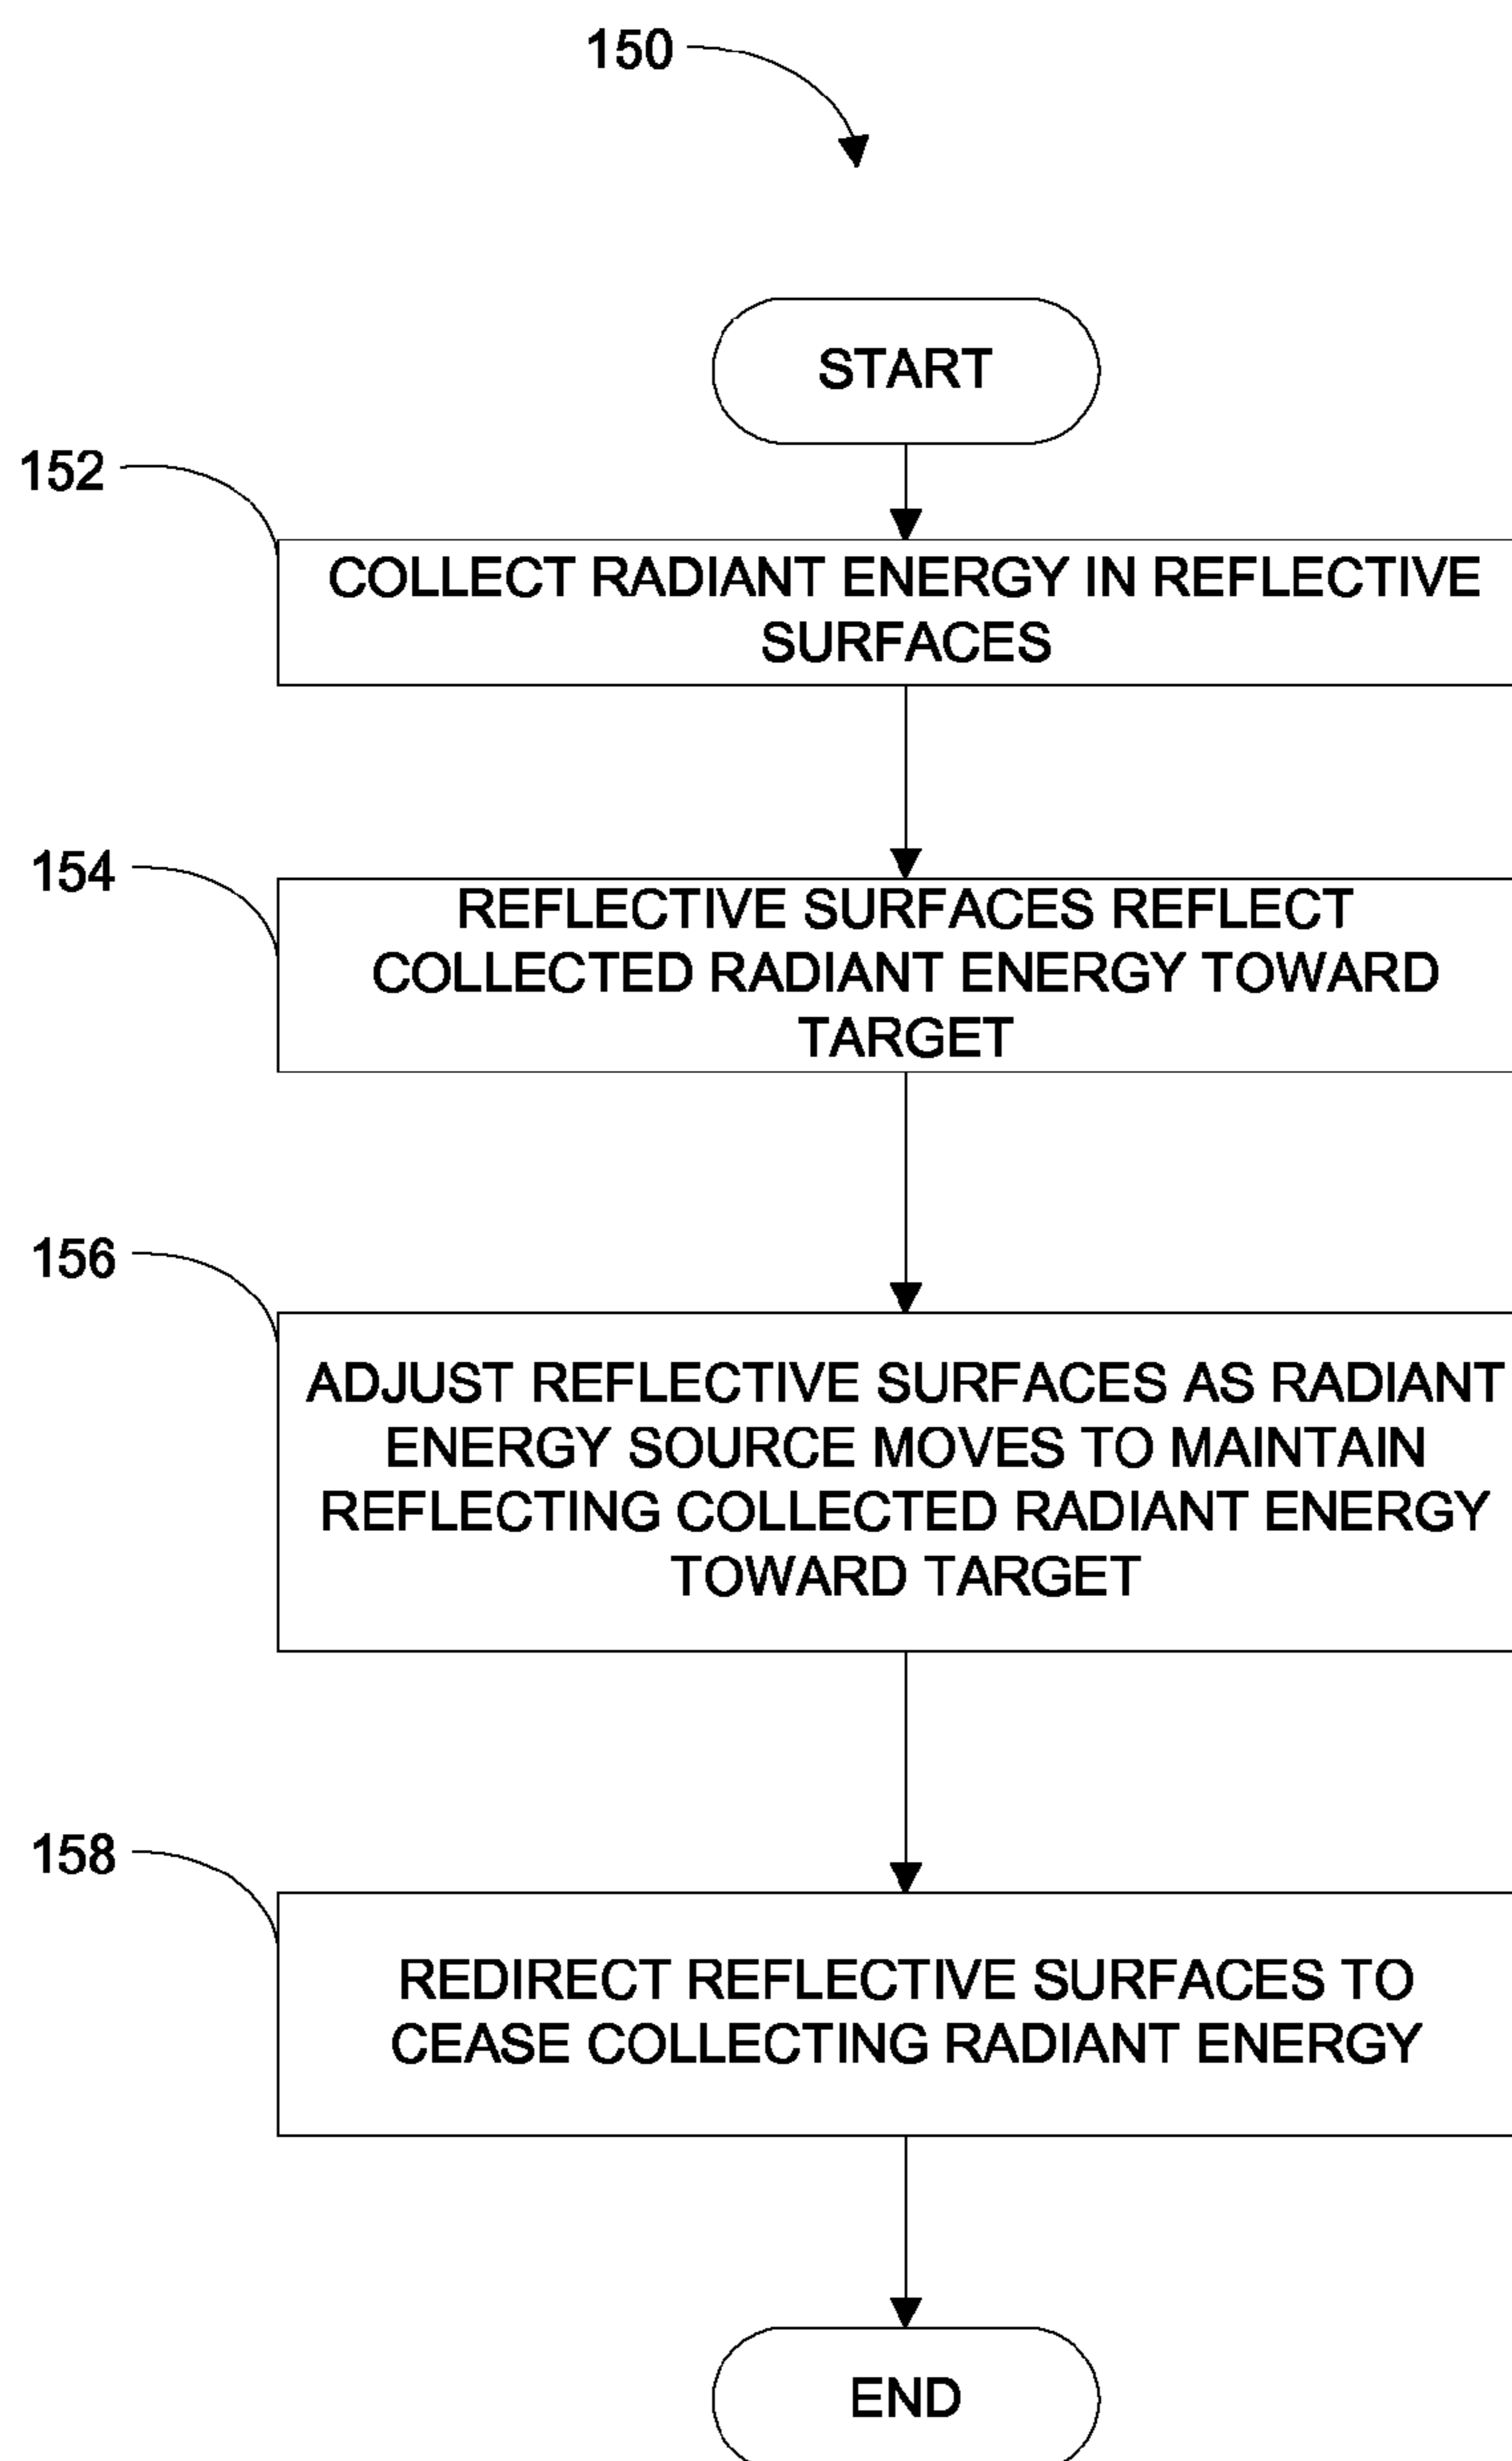 150
START
152
COLLECT RADIANT ENERGY IN REFLECTIVE
SURFACES
154
REFLECTIVE SURFACES REFLECT
COLLECTED RADIANT ENERGY TOWARD
TARGET
156
ADJUST REFLECTIVE SURFACES AS RADIANT
ENERGY SOURCE MOVES TO MAINTAIN
REFLECTING COLLECTED RADIANT ENERGY
TOWARD TARGET
158
REDIRECT REFLECTIVE SURFACES TO
CEASE COLLECTING RADIANT ENERGY
END